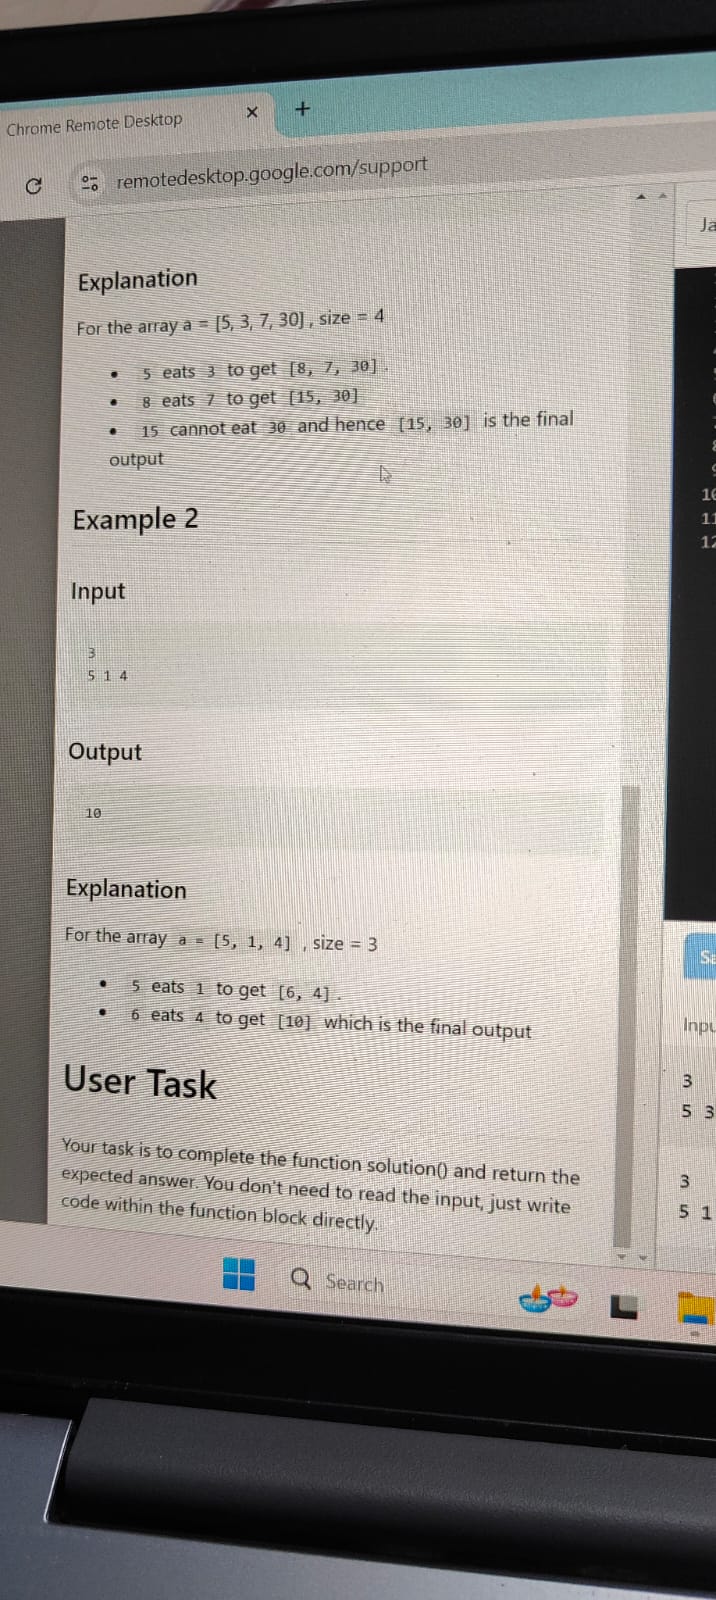 Chrome Remote Desktop
remotedesktop.google.com/support
Explanation
For the array a = [5, 3, 7, 30] , size = 4
• 5 eats 3 to get [8, 7, 30] .
• 8 eats 7 to get [15, 30]
• 15 cannot eat 30 and hence [15, 30] is the final
output
Example 2
Input
3
5 1 4
Output
10
Explanation
For the array a = [5, 1, 4] , size = 3
• 5 eats 1 to get [6, 4] .
• 6 eats 4 to get [10] which is the final output
User Task
Your task is to complete the function solution() and return the
expected answer. You don't need to read the input, just write
code within the function block directly.
Ja
11
Sa
Inpu
3
5 3
3
5 1
Search